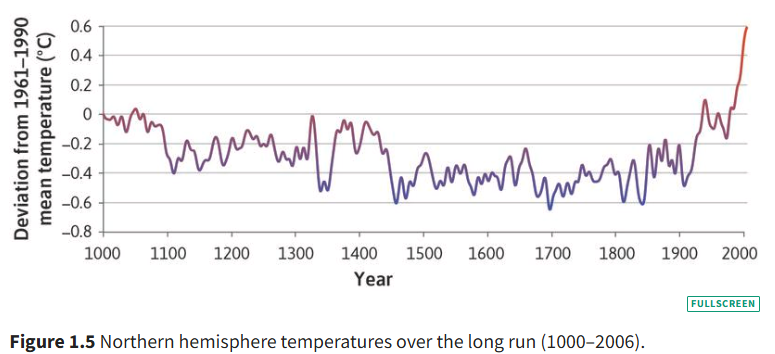 Deviation from 1961–1990
mean temperature (°C)
0.6
0.4
0.2
0
−0.2
−0.4
−0.6
−0.8
1000 1100 1200 1300 1400 1500 1600 1700 1800 1900 2000
Year
FULLSCREEN
Figure 1.5 Northern hemisphere temperatures over the long run (1000–2006).